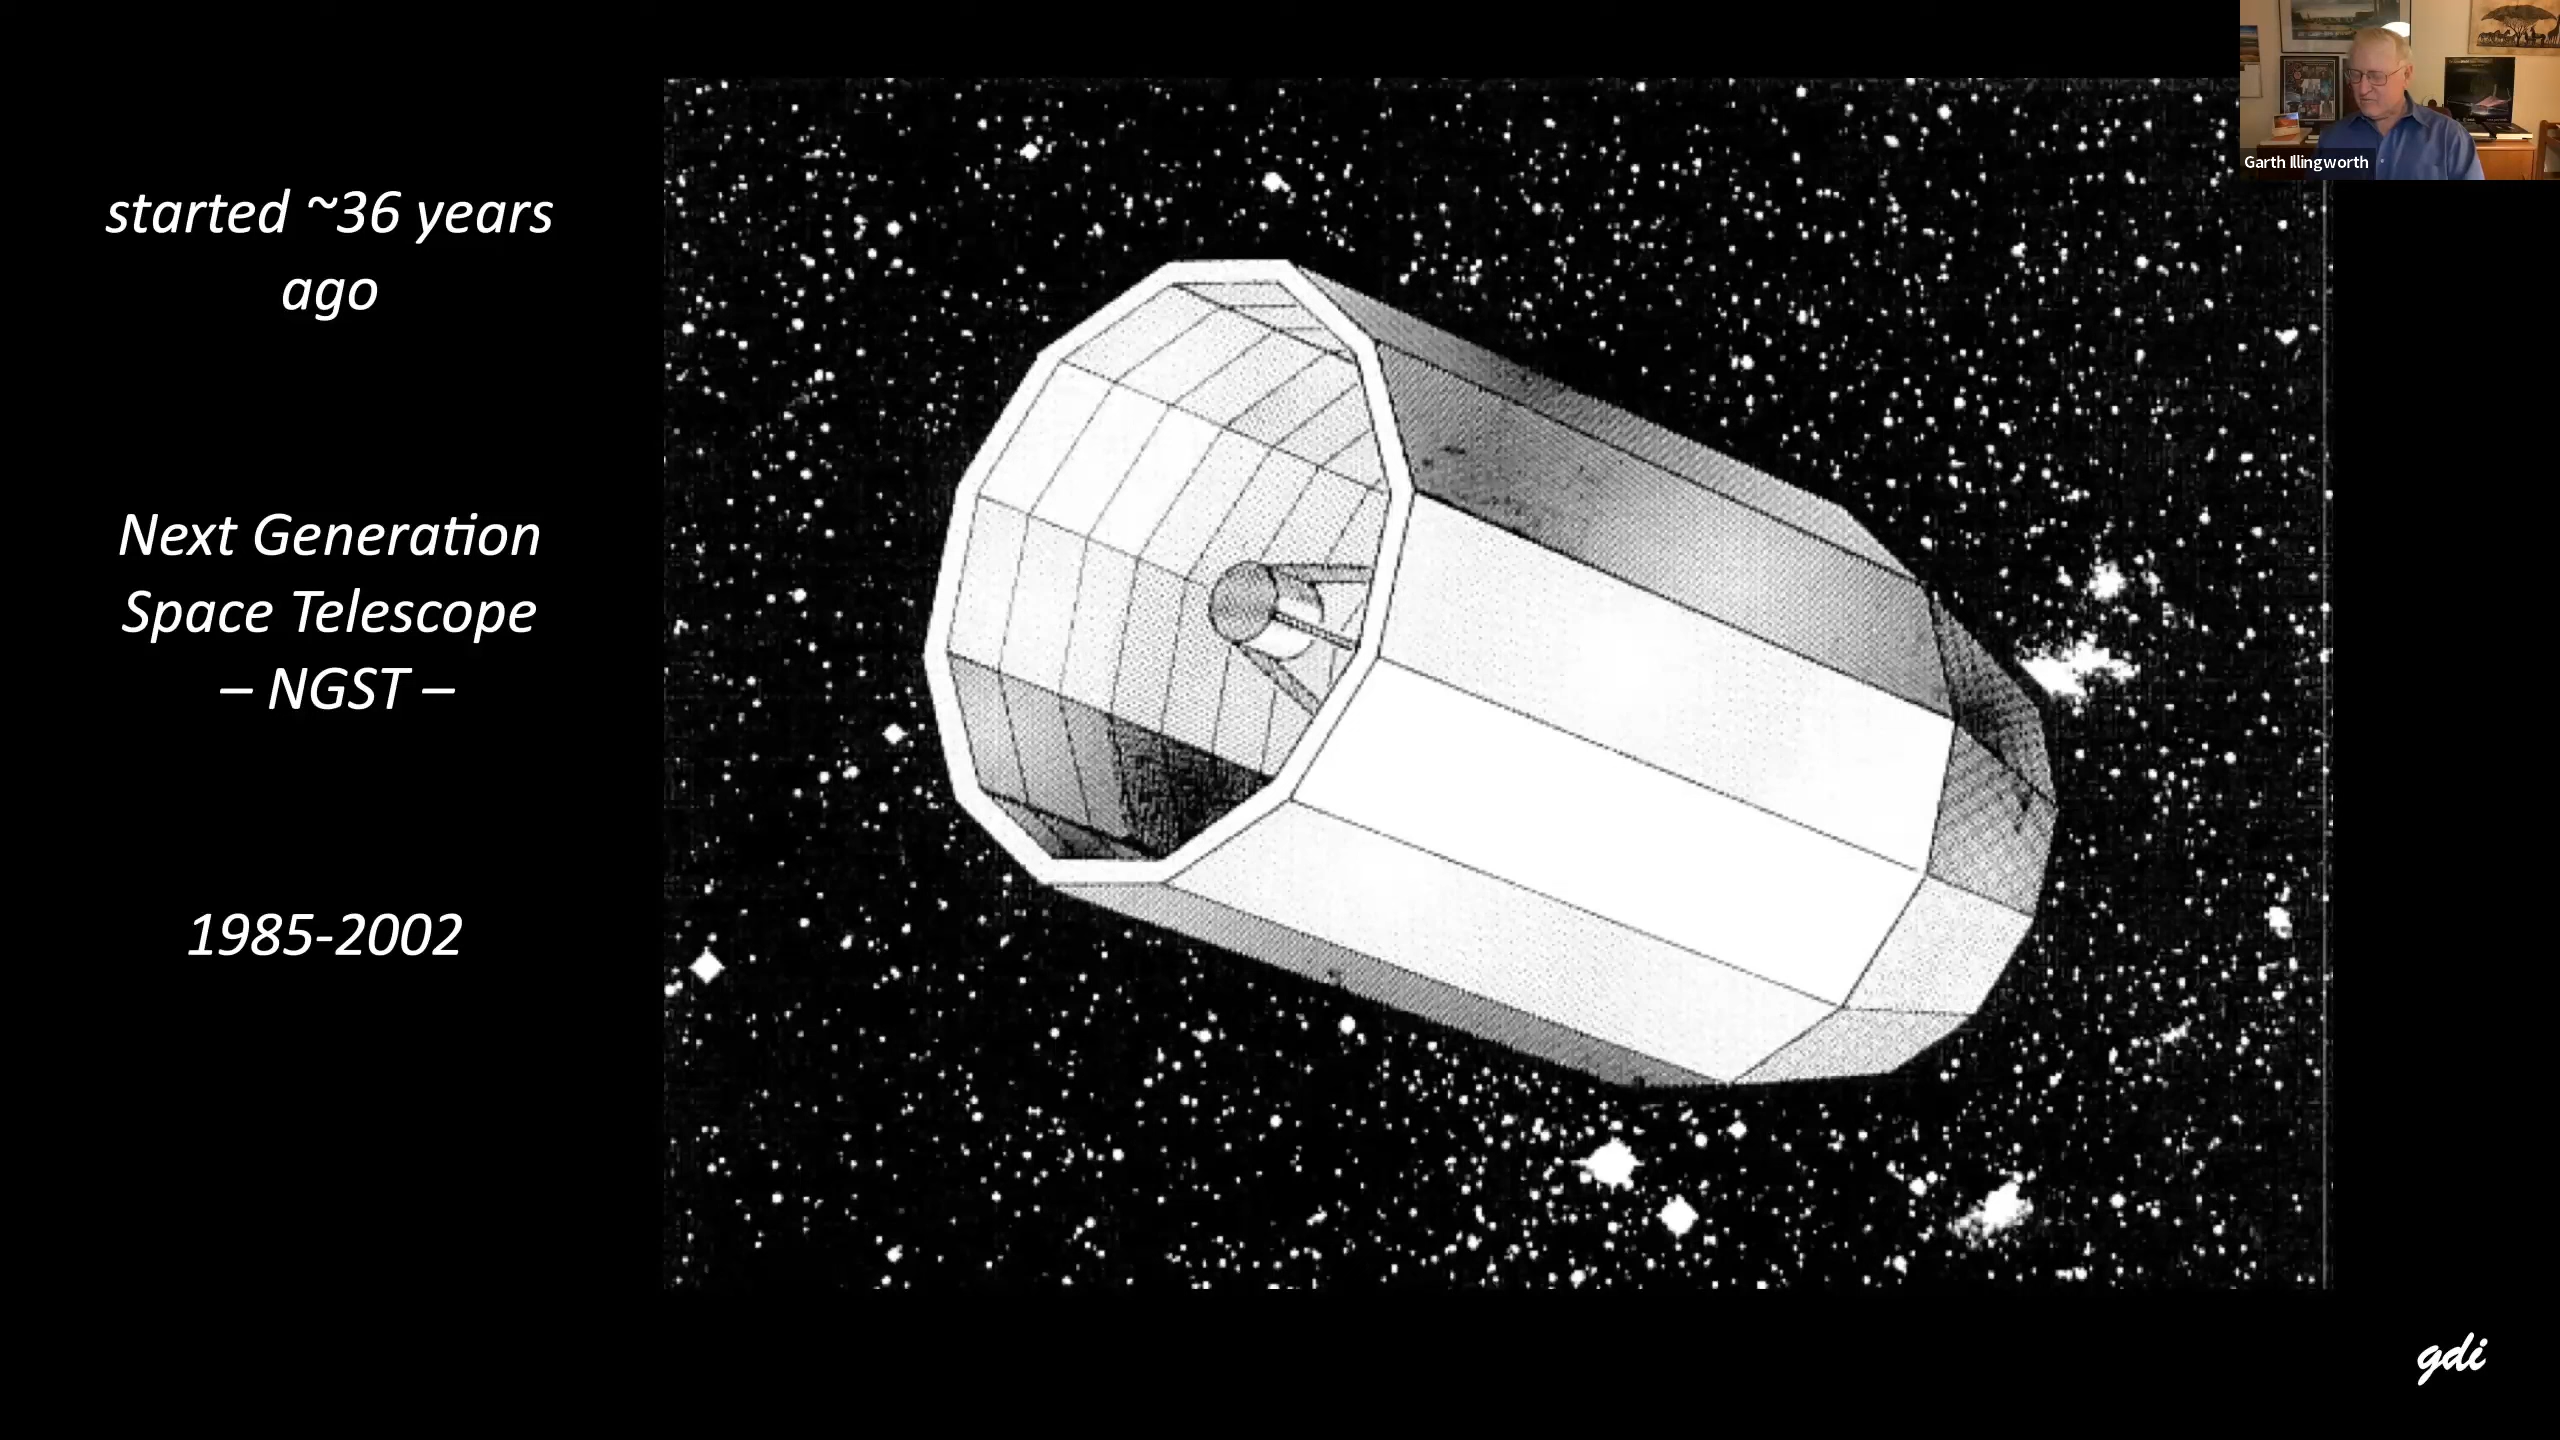 started ~36 years
ago
Next Generation
Space Telescope
– NGST –
1985-2002
Garth Illingworth
gdi